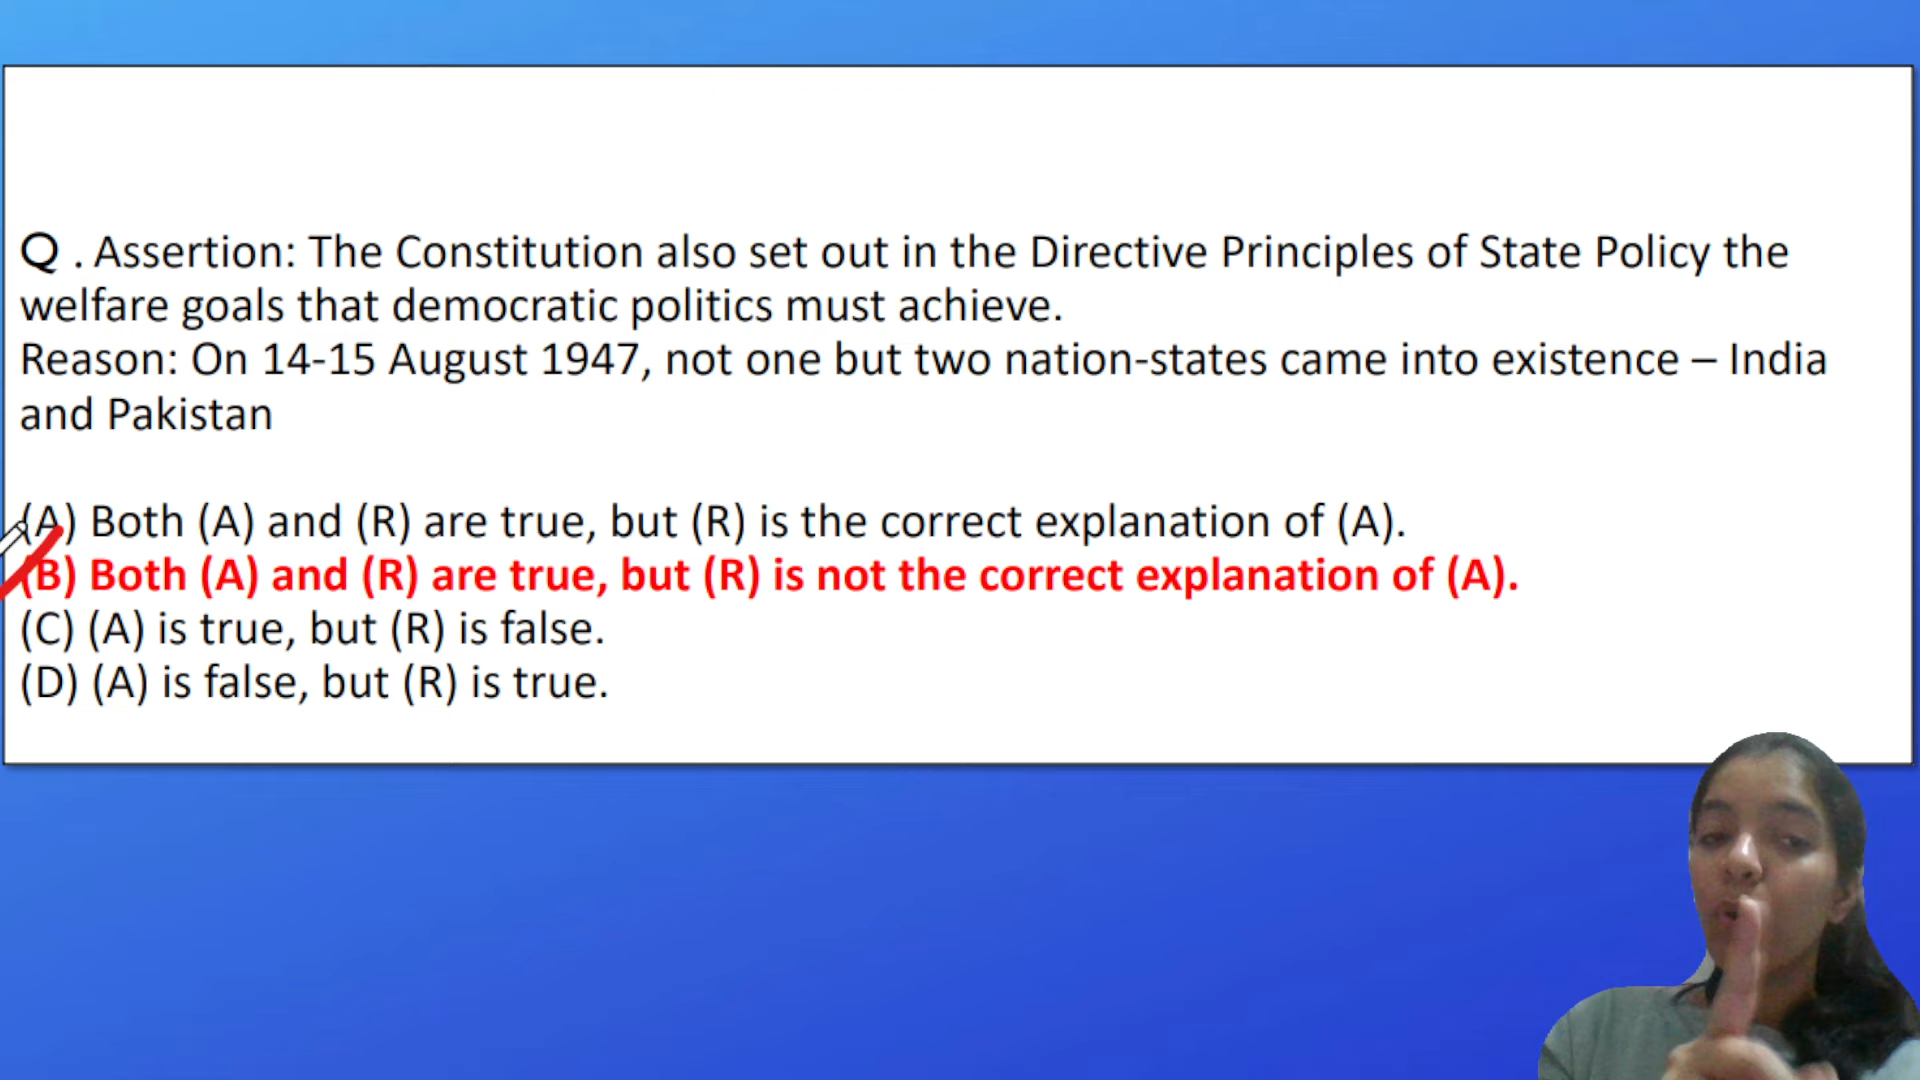 Q . Assertion: The Constitution also set out in the Directive Principles of State Policy the
welfare goals that democratic politics must achieve.
Reason: On 14-15 August 1947, not one but two nation-states came into existence – India
and Pakistan
(A) Both (A) and (R) are true, but (R) is the correct explanation of (A).
(B) Both (A) and (R) are true, but (R) is not the correct explanation of (A).
(C) (A) is true, but (R) is false.
(D) (A) is false, but (R) is true.